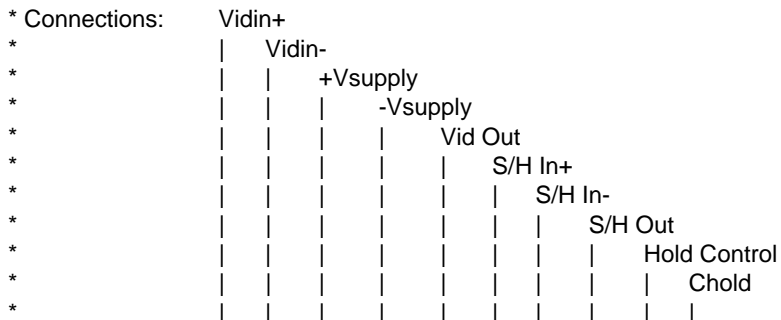 * Connections: Vidin+
* | Vidin-
* | | +Vsupply
* | | | -Vsupply
* | | | | Vid Out
* | | | | | S/H In+
* | | | | | | S/H In-
* | | | | | | | S/H Out
* | | | | | | | | Hold Control
* | | | | | | | | | Chold
* | | | | | | | | | |